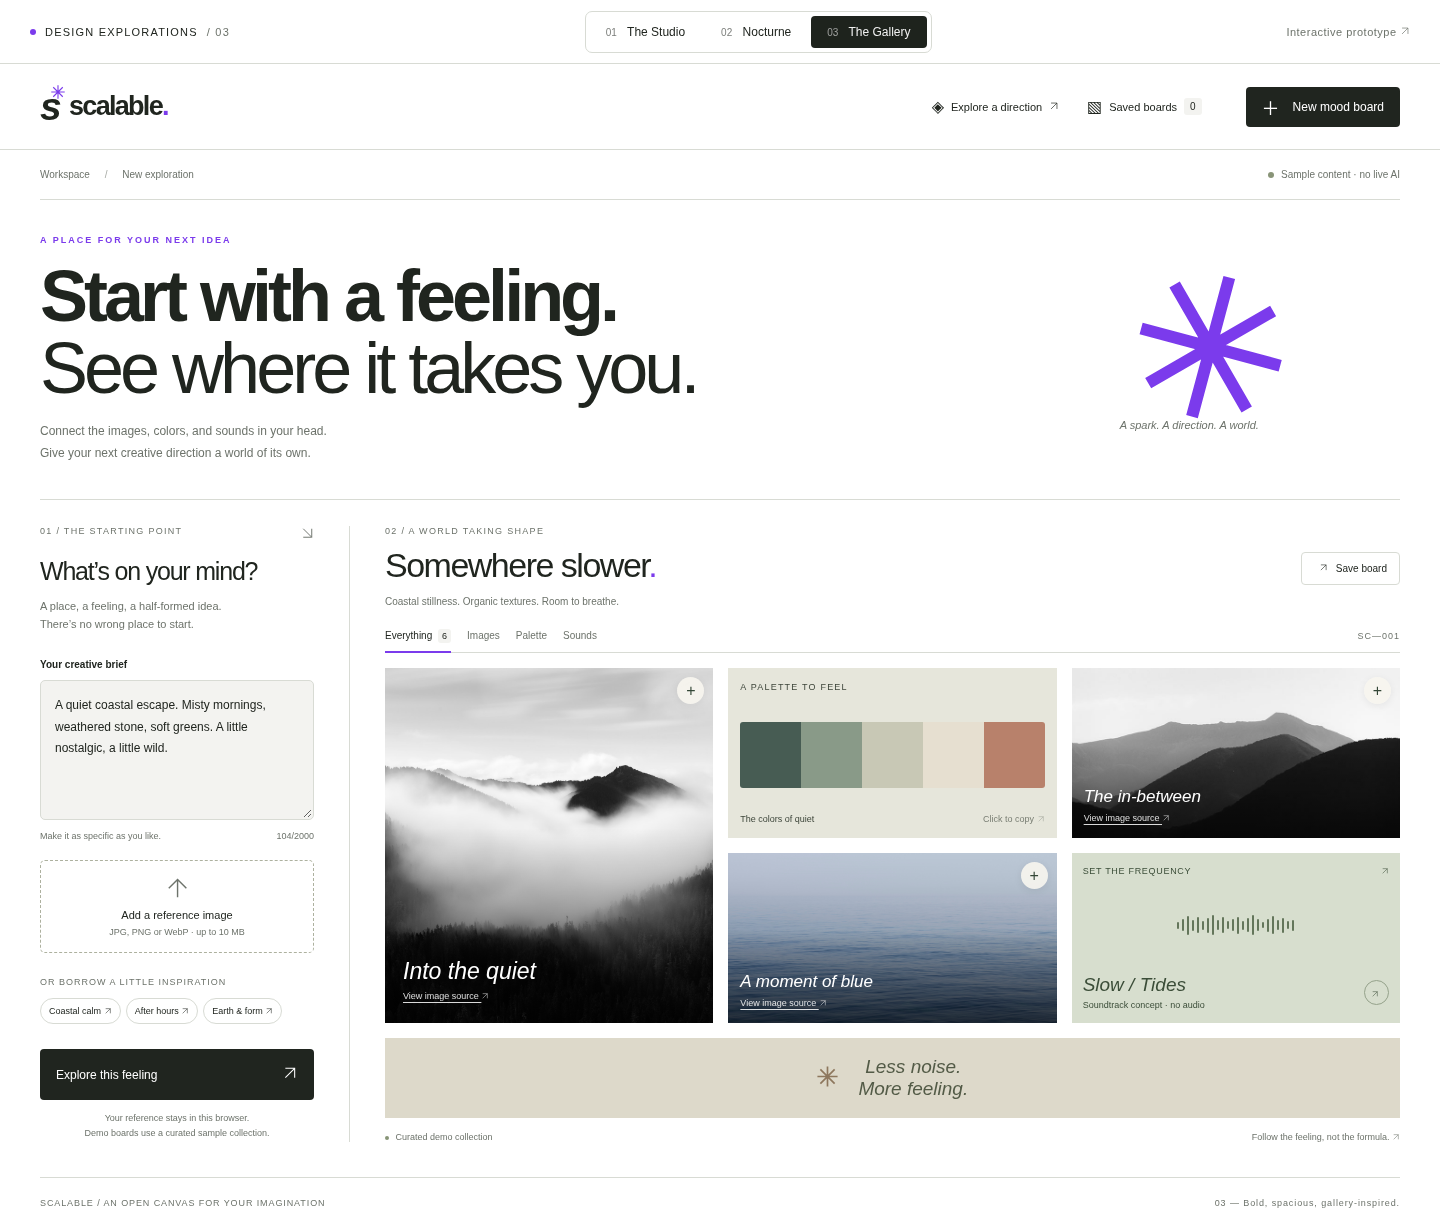 DESIGN EXPLORATIONS / 03
01 The Studio
02 Nocturne
03 The Gallery
Interactive prototype
s scalable.
Explore a direction
Saved boards 0
New mood board
Workspace / New exploration
Sample content · no live AI
A PLACE FOR YOUR NEXT IDEA
Start with a feeling.
See where it takes you.
Connect the images, colors, and sounds in your head.
Give your next creative direction a world of its own.
A spark. A direction. A world.
01 / THE STARTING POINT
What’s on your mind?
A place, a feeling, a half-formed idea.
There’s no wrong place to start.
Your creative brief
A quiet coastal escape. Misty mornings,
weathered stone, soft greens. A little
nostalgic, a little wild.
Make it as specific as you like.
104/2000
Add a reference image
JPG, PNG or WebP · up to 10 MB
OR BORROW A LITTLE INSPIRATION
Coastal calm
After hours
Earth & form
Explore this feeling
Your reference stays in this browser.
Demo boards use a curated sample collection.
02 / A WORLD TAKING SHAPE
Somewhere slower.
Save board
Coastal stillness. Organic textures. Room to breathe.
Everything 6
Images
Palette
Sounds
SC—001
Into the quiet
View image source
A PALETTE TO FEEL
The colors of quiet
Click to copy
The in-between
View image source
A moment of blue
View image source
SET THE FREQUENCY
Slow / Tides
Soundtrack concept · no audio
Less noise.
More feeling.
Curated demo collection
Follow the feeling, not the formula.
SCALABLE / AN OPEN CANVAS FOR YOUR IMAGINATION
03 — Bold, spacious, gallery-inspired.